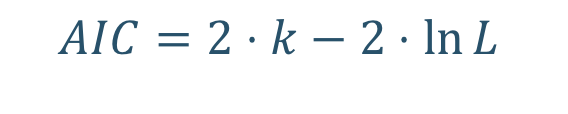 AIC = 2 · k − 2 · ln L